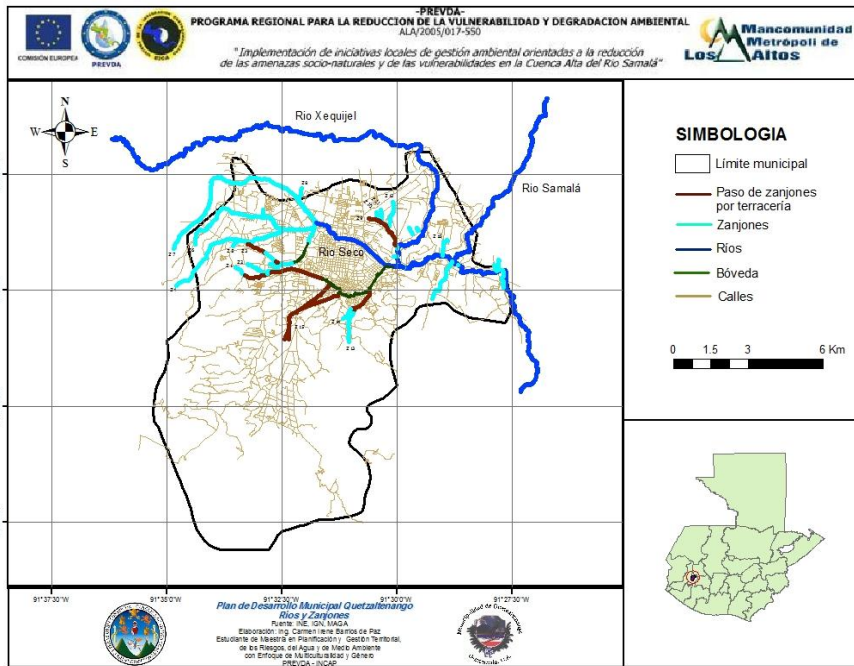 -PREVDA-
PROGRAMA REGIONAL PARA LA REDUCCION DE LA VULNERABILIDAD Y DEGRADACION AMBIENTAL
ALA/2005/017-550
"Implementación de iniciativas locales de gestión ambiental orientadas a la reducción
de las amenazas socio-naturales y de las vulnerabilidades en la Cuenca Alta del Rio Samalá"
COMISIÓN EUROPEA
PREVDA
Mancomunidad
Metrópoli de
Los Altos
N
W E
S
Rio Xequijel
Rio Samalá
Rio Seco
SIMBOLOGIA
Límite municipal
Paso de zanjones
por terracería
Zanjones
Ríos
Bóveda
Calles
0 1.5 3 6 Km
91°37'30"W
91°35'0"W
91°32'30"W
91°30'0"W
91°27'30"W
Plan de Desarrollo Municipal Quetzaltenango
Rios y Zanjones
Fuente: INE, IGN, MAGA
Elaboración: Ing. Carmen Irene Barrios de Paz
Estudiante de Maestría en Planificación y Gestión Territorial,
de los Riesgos, del Agua y de Medio Ambiente
con Enfoque de Multiculturalidad y Género
PREVDA - INCAP